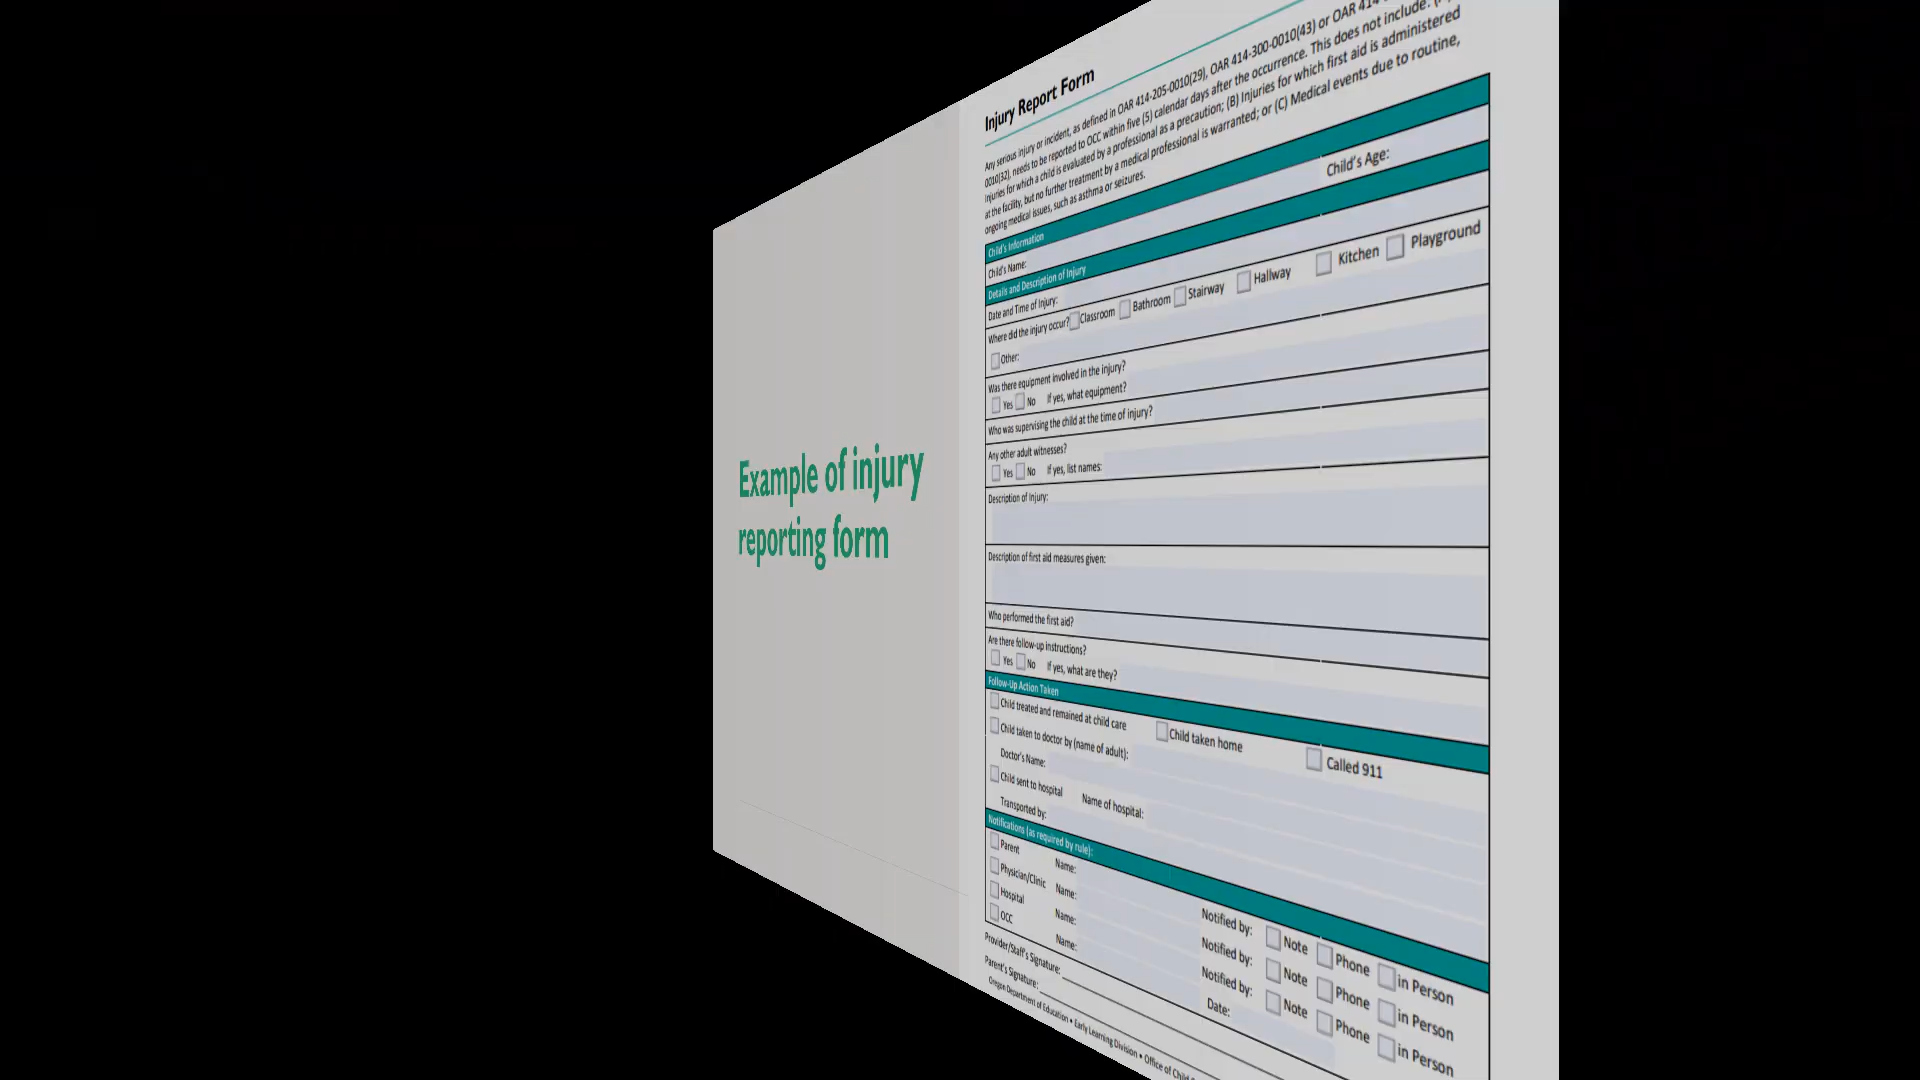 Example of injury
reporting form
Injury Report Form
Any serious injury or incident, as defined in OAR 414-205-0010(29), OAR 414-300-0010(43) or OAR
0010(32), needs to be reported to OCC within five (5) calendar days after the occurrence. This does not include:
Injuries for which a child is evaluated by a professional as a precaution; (B) Injuries for which first aid is administered
at the facility, but no further treatment by a medical professional is warranted; or (C) Medical events due to routine,
ongoing medical issues, such as asthma or seizures.
Child's Information
Child's Name: Child's Age:
Details and Description of Injury
Date and Time of Injury:
Where did the injury occur? Classroom Bathroom Stairway Hallway Kitchen Playground
Other:
Was there equipment involved in the injury?
Yes No If yes, what equipment?
Who was supervising the child at the time of injury?
Any other adult witnesses?
Yes No If yes, list names:
Description of Injury:
Description of first aid measures given:
Who performed the first aid?
Are there follow-up instructions?
Yes No If yes, what are they?
Follow-Up Action Taken
Child treated and remained at child care Child taken home Called 911
Child taken to doctor by (name of adult):
Doctor's Name:
Child sent to hospital Name of hospital:
Transported by:
Notifications (as required by rule):
Parent Name: Notified by: Note Phone in Person
Physician/Clinic Name: Notified by: Note Phone in Person
Hospital Name: Notified by: Note Phone in Person
OCC Name: Date:
Provider/Staff's Signature:
Parent's Signature:
Oregon Department of Education • Early Learning Division • Office of Child